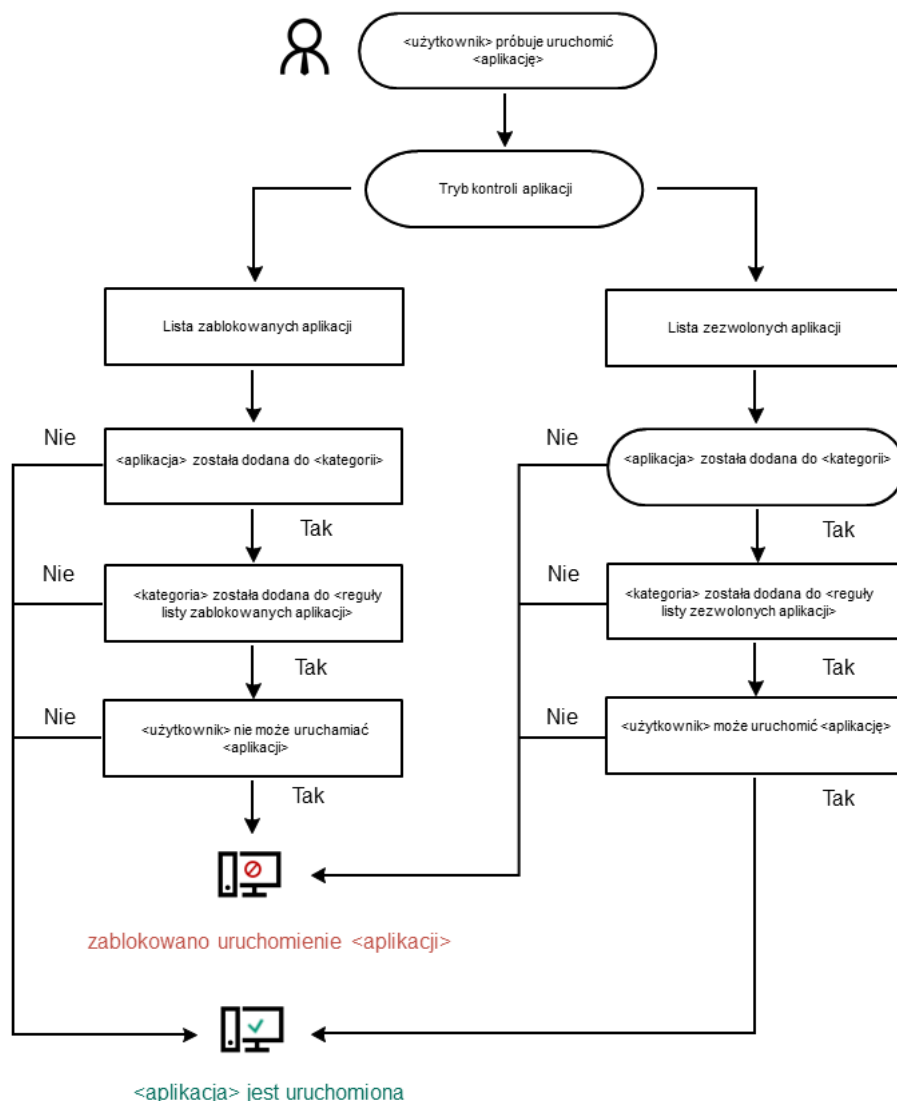 <użytkownik> próbuje uruchomić
<aplikację>
Tryb kontroli aplikacji
Lista zablokowanych aplikacji
Lista zezwolonych aplikacji
Nie
<aplikacja> została dodana do <kategorii>
Nie
<aplikacja> została dodana do <kategorii>
Tak
Tak
Nie
<kategoria> została dodana do <reguły
listy zablokowanych aplikacji>
Nie
<kategoria> została dodana do <reguły
listy zezwolonych aplikacji>
Tak
Tak
Nie
<użytkownik> nie może uruchamiać
<aplikacji>
Nie
<użytkownik> może uruchomić <aplikację>
Tak
Tak
zablokowano uruchomienie <aplikacji>
<aplikacja> jest uruchomiona